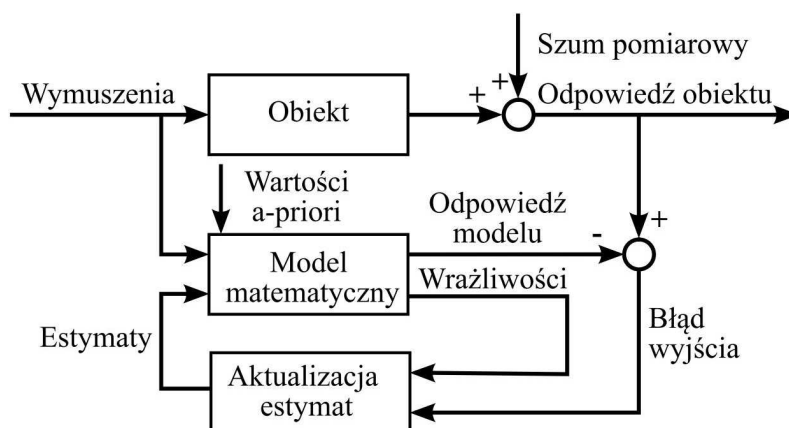 Szum pomiarowy
Wymuszenia
Obiekt
+
+
Odpowiedź obiektu
Wartości
a-priori
Odpowiedź
modelu
-
+
Model
matematyczny
Wrażliwości
Estymaty
Błąd
wyjścia
Aktualizacja
estymat